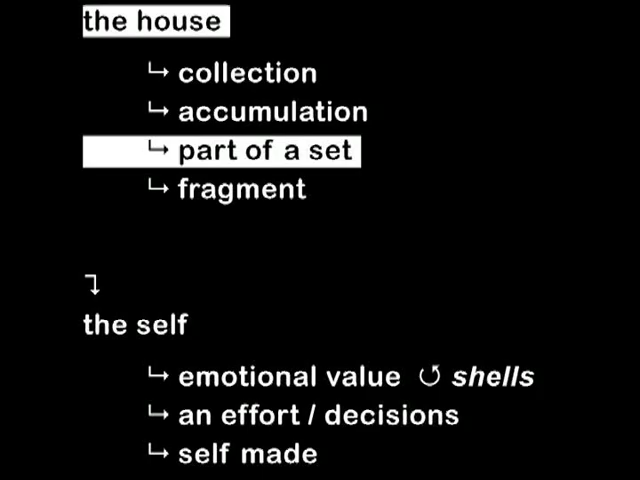 the house
↳ collection
↳ accumulation
↳ part of a set
↳ fragment
↴
the self
↳ emotional value ↺ shells
↳ an effort / decisions
↳ self made